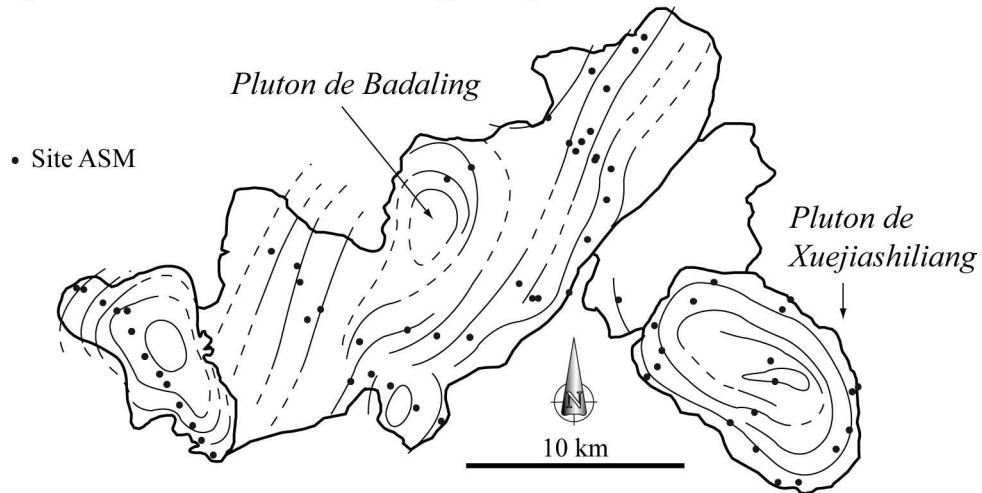 Pluton de Badaling
• Site ASM
Pluton de
Xuejiashiliang
N
10 km